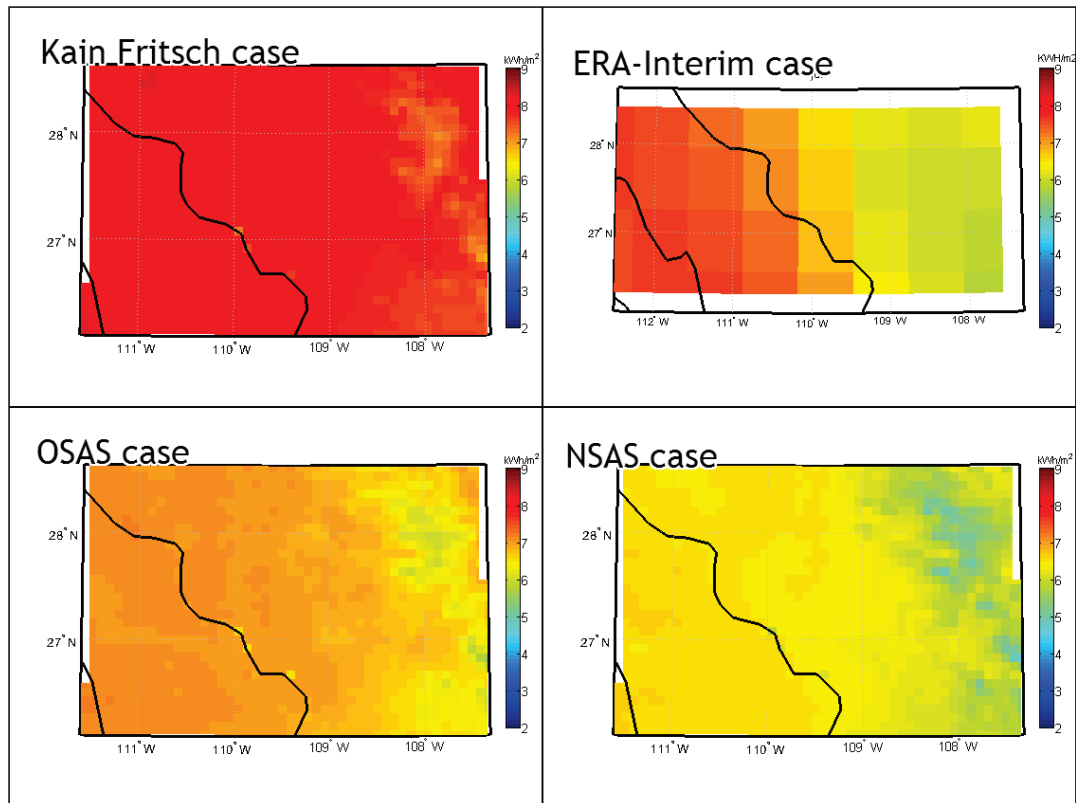 Kain Fritsch case
kWh/m²
9
8
7
6
5
4
3
2
28° N
27° N
111° W
110° W
109 W
108 W
ERA-Interim case
KWH/m2
9
8
7
6
5
4
3
2
28° N
27° N
112 W
111° W
110° W
109 W
108 W
OSAS case
kWh/m²
9
8
7
6
5
4
3
2
28° N
27° N
111° W
110° W
109 W
108 W
NSAS case
kWh/m²
9
8
7
6
5
4
3
2
28° N
27 N
111° W
110° W
109 W
108 W